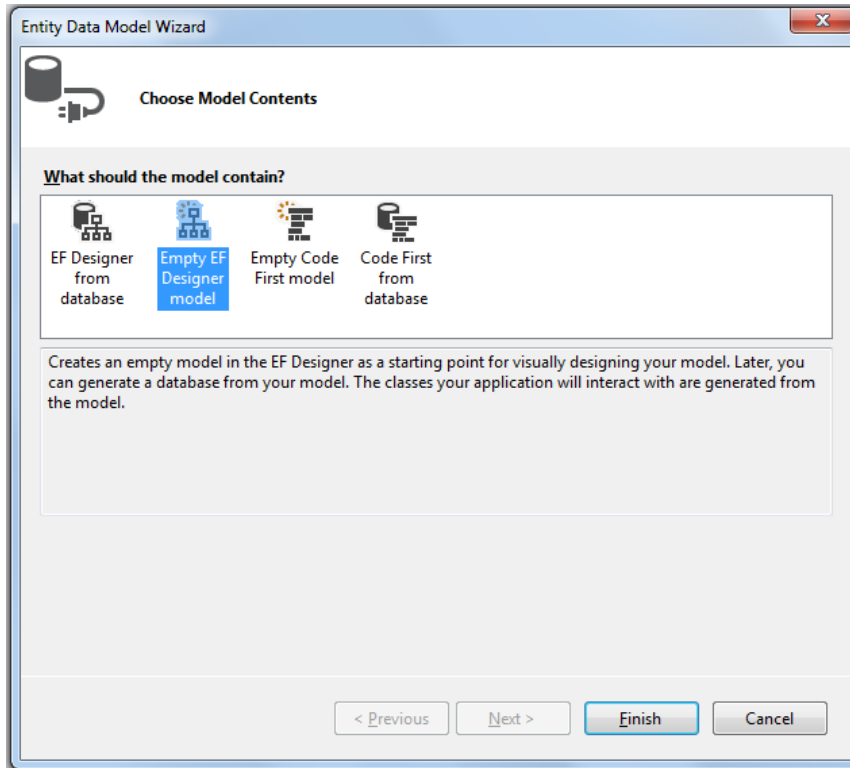 Entity Data Model Wizard
x
Choose Model Contents
What should the model contain?
EF Designer
from
database
Empty EF
Designer
model
Empty Code
First model
Code First
from
database
Creates an empty model in the EF Designer as a starting point for visually designing your model. Later, you
can generate a database from your model. The classes your application will interact with are generated from
the model.
< Previous
Next >
Finish
Cancel